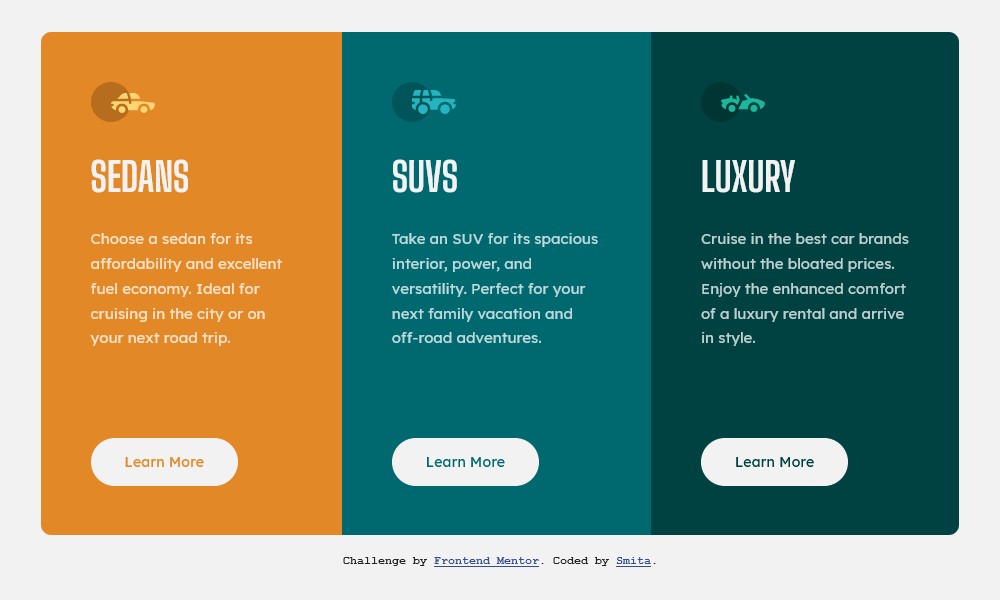 SEDANS
Choose a sedan for its
affordability and excellent
fuel economy. Ideal for
cruising in the city or on
your next road trip.
Learn More
SUVS
Take an SUV for its spacious
interior, power, and
versatility. Perfect for your
next family vacation and
off-road adventures.
Learn More
LUXURY
Cruise in the best car brands
without the bloated prices.
Enjoy the enhanced comfort
of a luxury rental and arrive
in style.
Learn More
Challenge by Frontend Mentor. Coded by Smita.